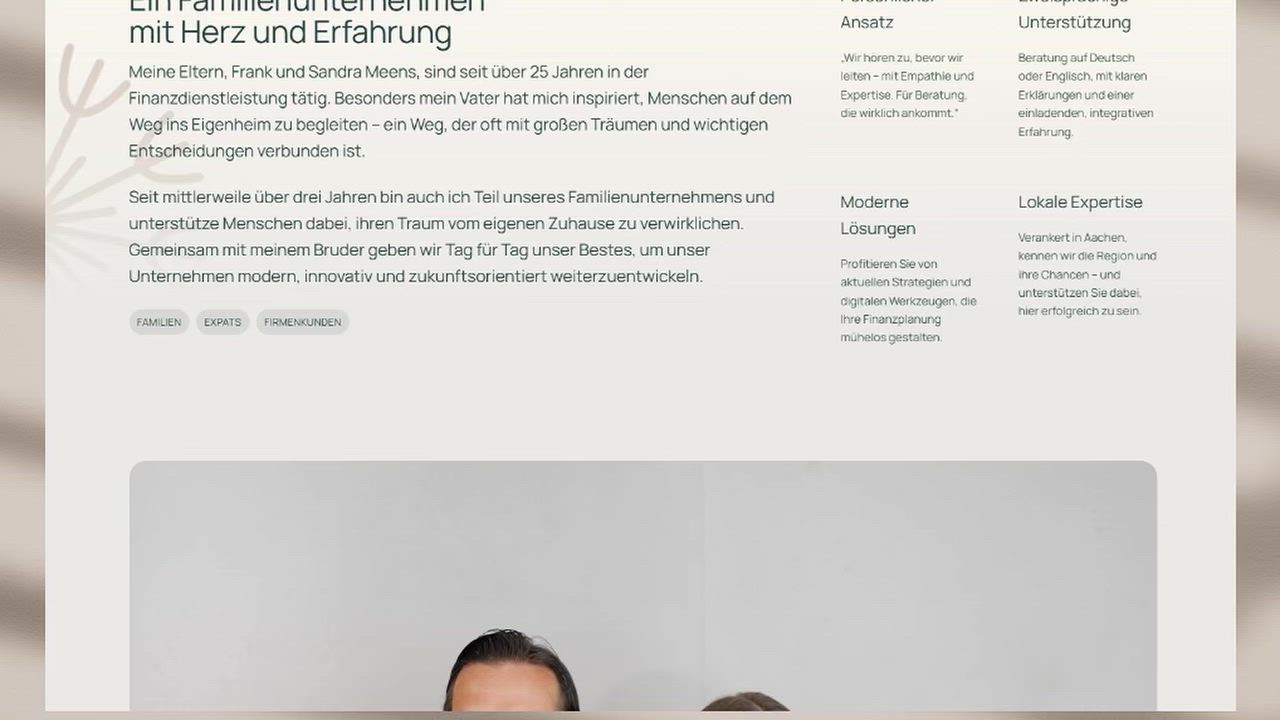 Ein Familienunternehmen
mit Herz und Erfahrung
Meine Eltern, Frank und Sandra Meens, sind seit über 25 Jahren in der
Finanzdienstleistung tätig. Besonders mein Vater hat mich inspiriert, Menschen auf dem
Weg ins Eigenheim zu begleiten – ein Weg, der oft mit großen Träumen und wichtigen
Entscheidungen verbunden ist.
Seit mittlerweile über drei Jahren bin auch ich Teil unseres Familienunternehmens und
unterstütze Menschen dabei, ihren Traum vom eigenen Zuhause zu verwirklichen.
Gemeinsam mit meinem Bruder geben wir Tag für Tag unser Bestes, um unser
Unternehmen modern, innovativ und zukunftsorientiert weiterzuentwickeln.
FAMILIEN
EXPATS
FIRMENKUNDEN
Persönlicher
Ansatz
„Wir hören zu, bevor wir
leiten – mit Empathie und
Expertise. Für Beratung,
die wirklich ankommt."
Zweisprachige
Unterstützung
Beratung auf Deutsch
oder Englisch, mit klaren
Erklärungen und einer
einladenden, integrativen
Erfahrung.
Moderne
Lösungen
Profitieren Sie von
aktuellen Strategien und
digitalen Werkzeugen, die
Ihre Finanzplanung
mühelos gestalten.
Lokale Expertise
Verankert in Aachen,
kennen wir die Region und
ihre Chancen – und
unterstützen Sie dabei,
hier erfolgreich zu sein.